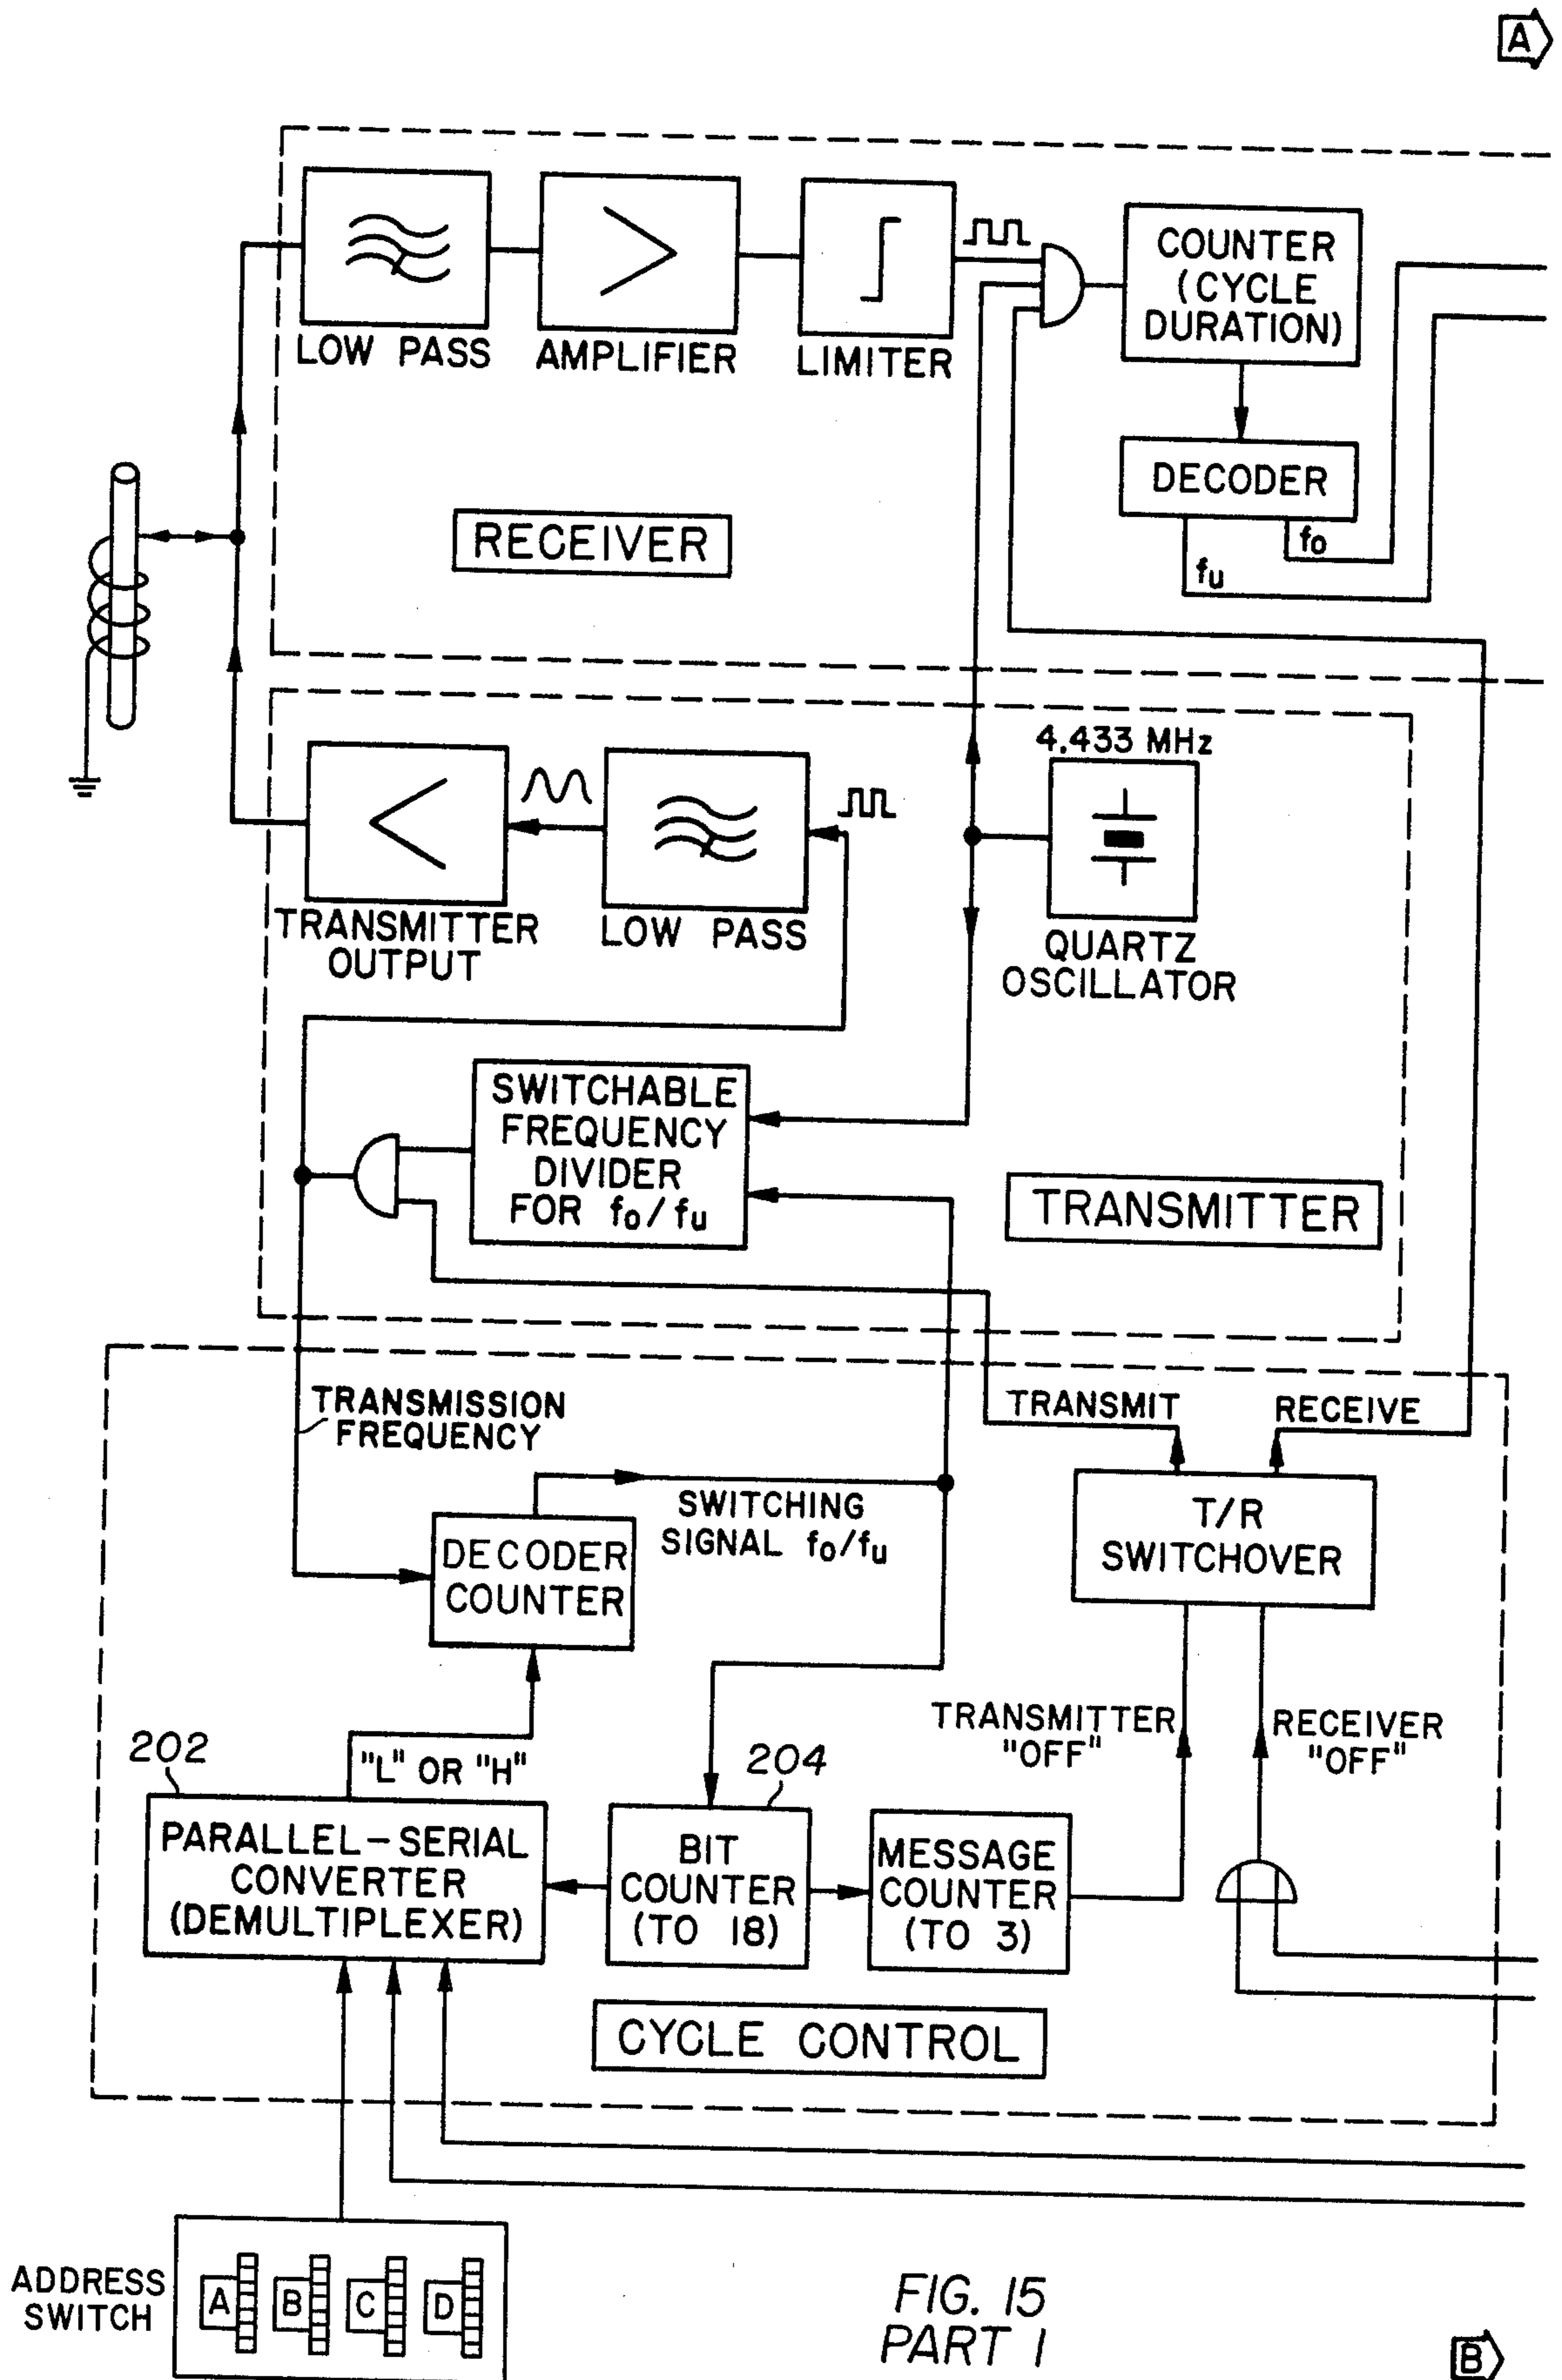 A
COUNTER
(CYCLE
DURATION)
LOW PASS
AMPLIFIER
LIMITER
DECODER
fo
fu
RECEIVER
4.433 MHz
TRANSMITTER
OUTPUT
LOW PASS
QUARTZ
OSCILLATOR
SWITCHABLE
FREQUENCY
DIVIDER
FOR fo/fu
TRANSMITTER
TRANSMISSION
FREQUENCY
TRANSMIT
RECEIVE
SWITCHING
SIGNAL fo/fu
T/R
SWITCHOVER
DECODER
COUNTER
TRANSMITTER
"OFF"
RECEIVER
"OFF"
202
"L" OR "H"
204
PARALLEL-SERIAL
CONVERTER
(DEMULTIPLEXER)
BIT
COUNTER
(TO 18)
MESSAGE
COUNTER
(TO 3)
CYCLE CONTROL
ADDRESS
SWITCH
A B C D
FIG. 15
PART 1
B